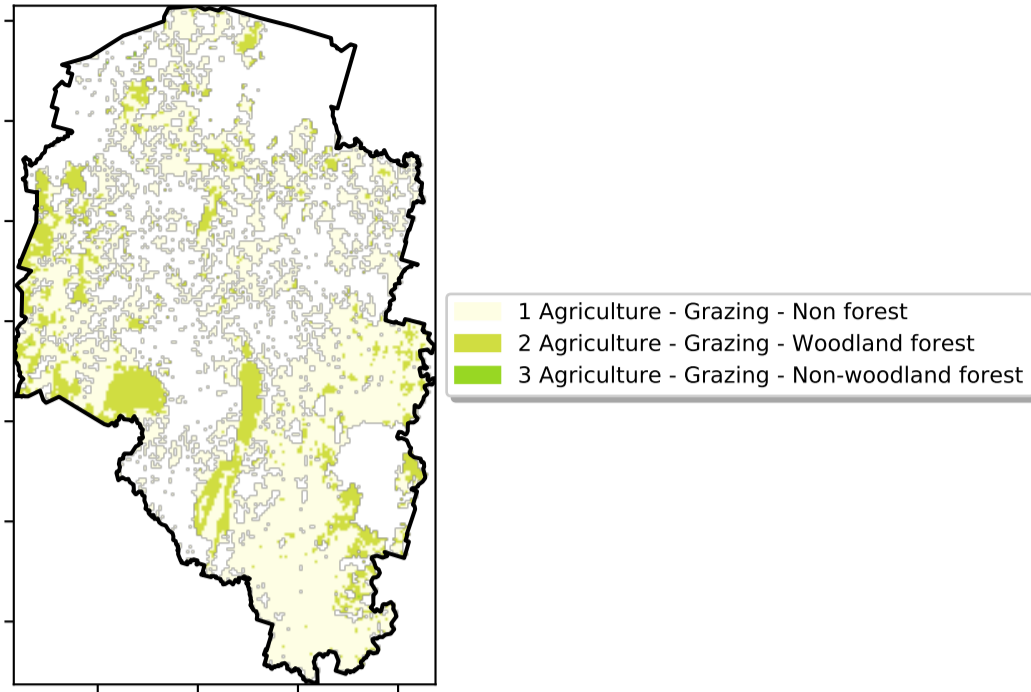 1 Agriculture - Grazing - Non forest
2 Agriculture - Grazing - Woodland forest
3 Agriculture - Grazing - Non-woodland forest